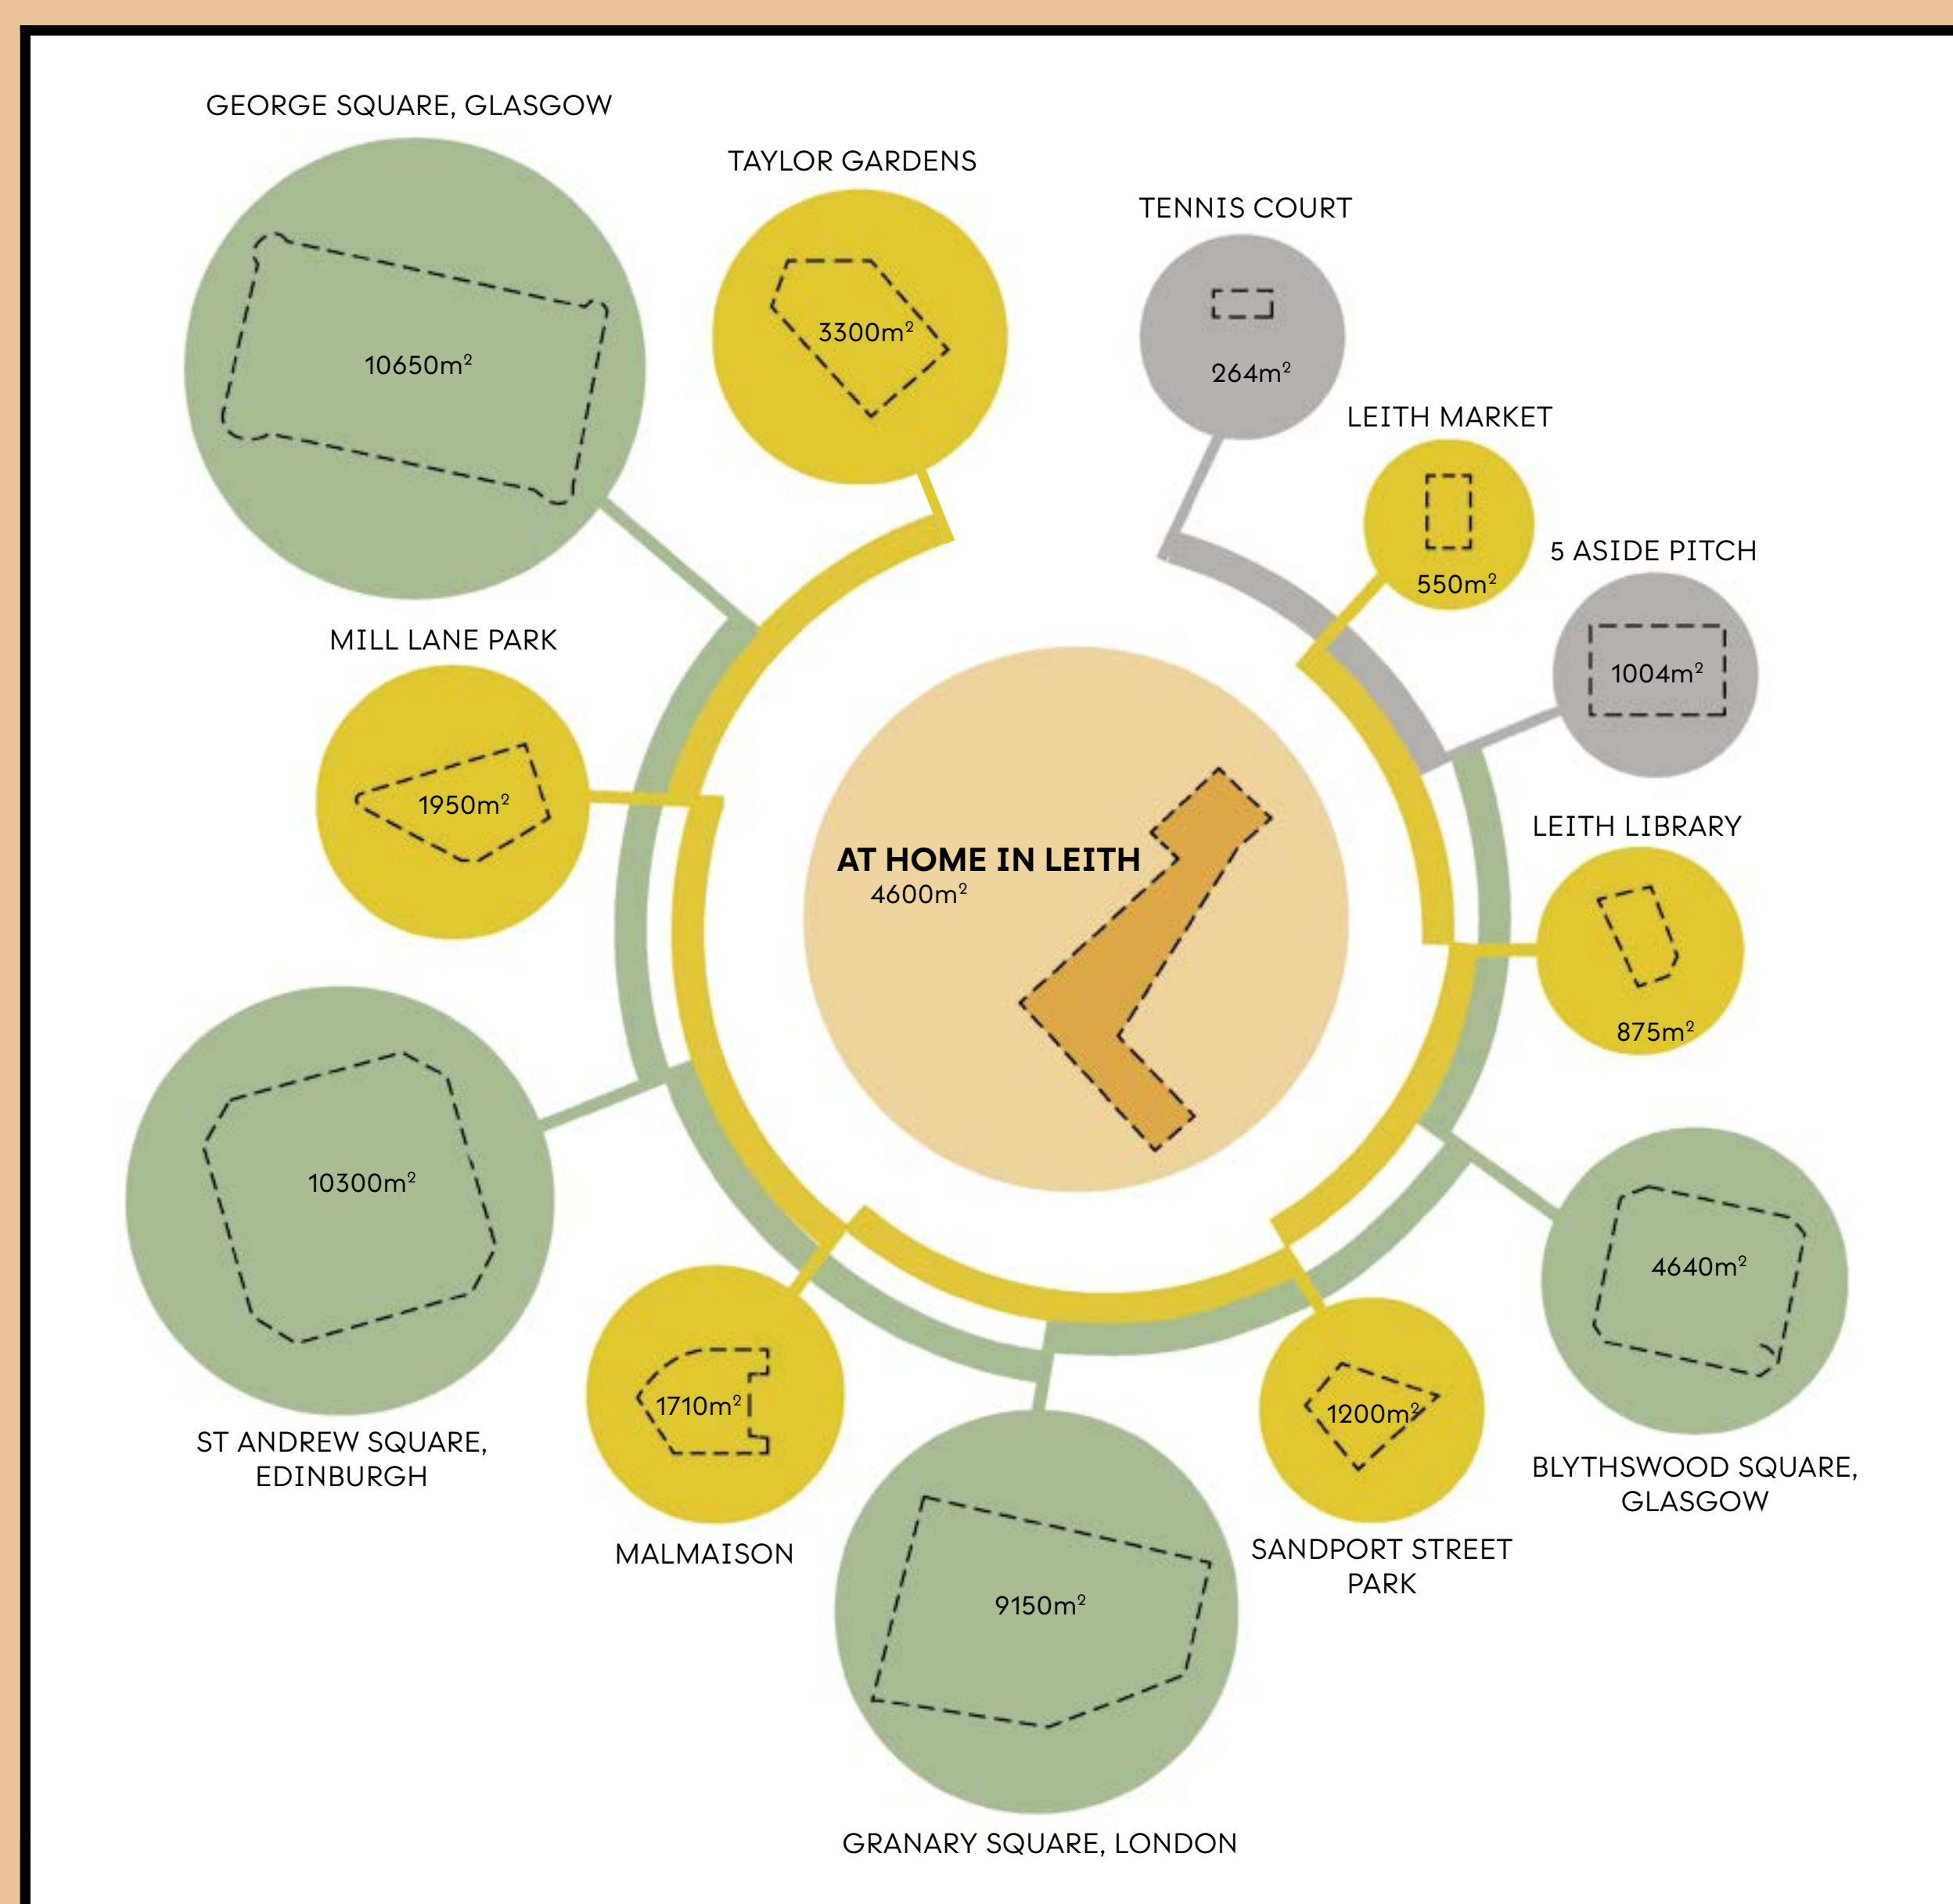 GEORGE SQUARE, GLASGOW
10650m²
TAYLOR GARDENS
3300m²
TENNIS COURT
264m²
LEITH MARKET
550m²
5 ASIDE PITCH
1004m²
MILL LANE PARK
1950m²
AT HOME IN LEITH
4600m²
LEITH LIBRARY
875m²
10300m²
ST ANDREW SQUARE,
EDINBURGH
1710m²
MALMAISON
9150m²
GRANARY SQUARE, LONDON
1200m²
SANDPORT STREET
PARK
4640m²
BLYTHSWOOD SQUARE,
GLASGOW